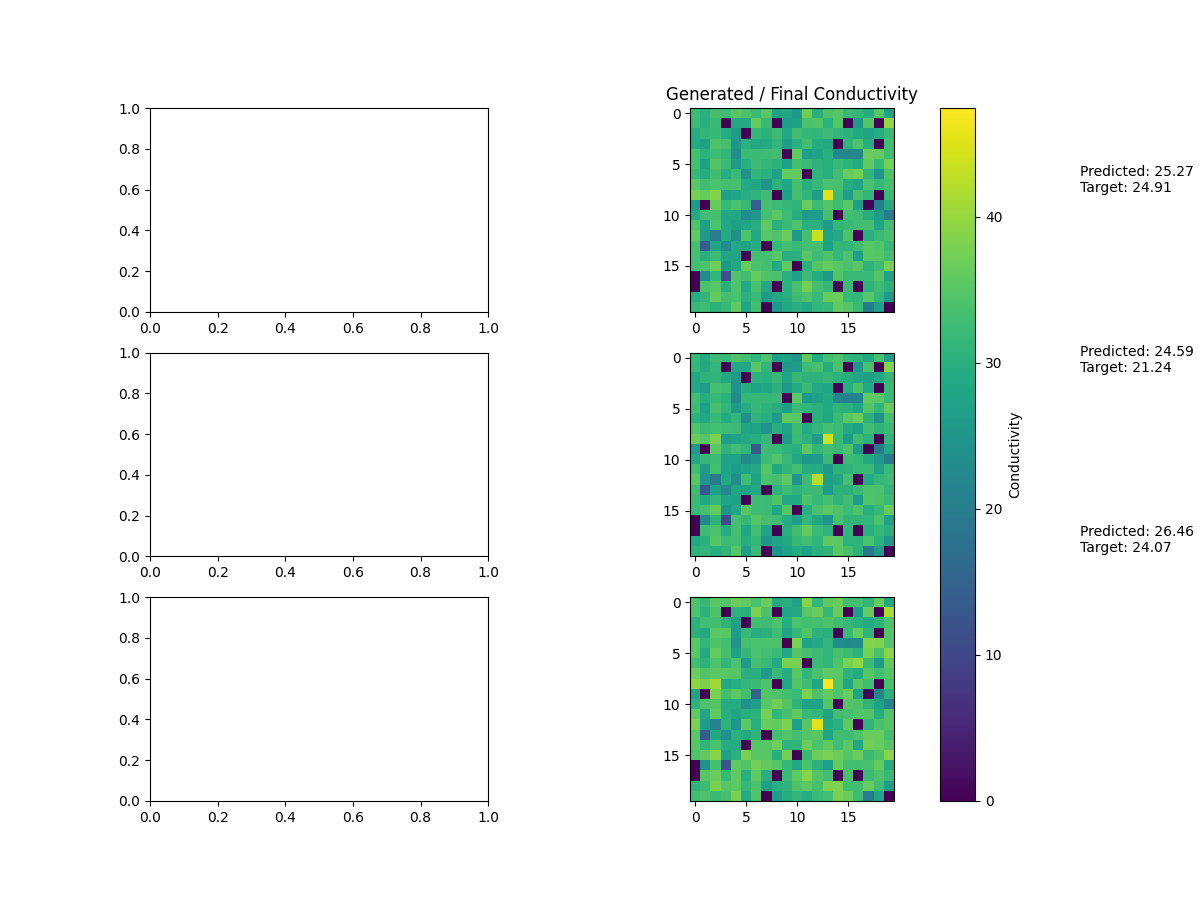 Generated / Final Conductivity
1.0
0.8
0.6
0.4
0.2
0.0
0.0 0.2 0.4 0.6 0.8 1.0
0
5
10
15
0 5 10 15
Predicted: 25.27
Target: 24.91
1.0
0.8
0.6
0.4
0.2
0.0
0.0 0.2 0.4 0.6 0.8 1.0
0
5
10
15
0 5 10 15
Predicted: 24.59
Target: 21.24
1.0
0.8
0.6
0.4
0.2
0.0
0.0 0.2 0.4 0.6 0.8 1.0
0
5
10
15
0 5 10 15
Predicted: 26.46
Target: 24.07
40
30
20
10
0
Conductivity